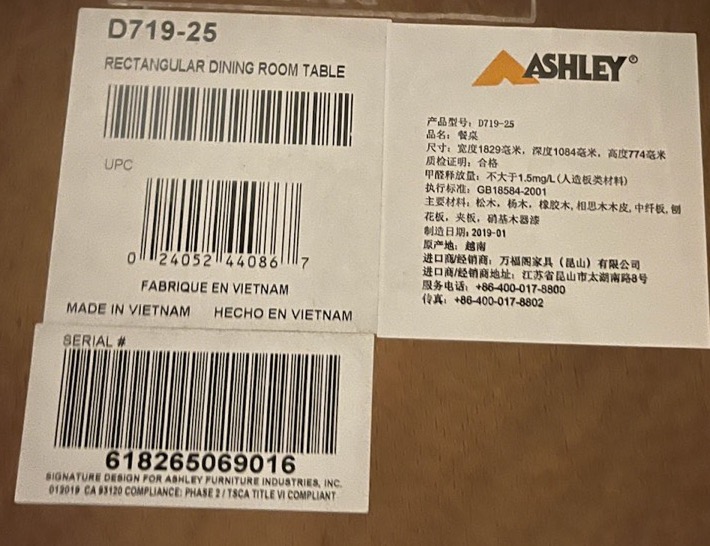 D719-25
RECTANGULAR DINING ROOM TABLE
UPC
0 24052 44086 7
FABRIQUE EN VIETNAM
MADE IN VIETNAM HECHO EN VIETNAM
SERIAL #
618265069016
SIGNATURE DESIGN FOR ASHLEY FURNITURE INDUSTRIES, INC.
012019 CA 93120 COMPLIANCE: PHASE 2 / TSCA TITLE VI COMPLIANT
ASHLEY®
产品型号：D719-25
品名：餐桌
尺寸：宽度1829毫米，深度1084毫米，高度774毫米
质检证明：合格
甲醛释放量：不大于1.5mg/L(人造板类材料)
执行标准：GB18584-2001
主要材料：松木，杨木，橡胶木,相思木木皮,中纤板,刨
花板，夹板，硝基木器漆
制造日期：2019-01
原产地：越南
进口商/经销商：万福阁家具（昆山）有限公司
进口商/经销商地址：江苏省昆山市太湖南路8号
服务电话：+86-400-017-8800
传真：+86-400-017-8802